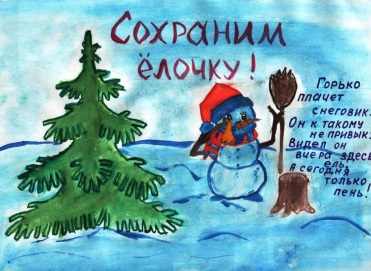 Сохраним
ёлочку!
Горько
плачет
снеговик:
Он к такому
не привык.
Видел он
вчера здесь
ель,
А сегодня
только
пень!